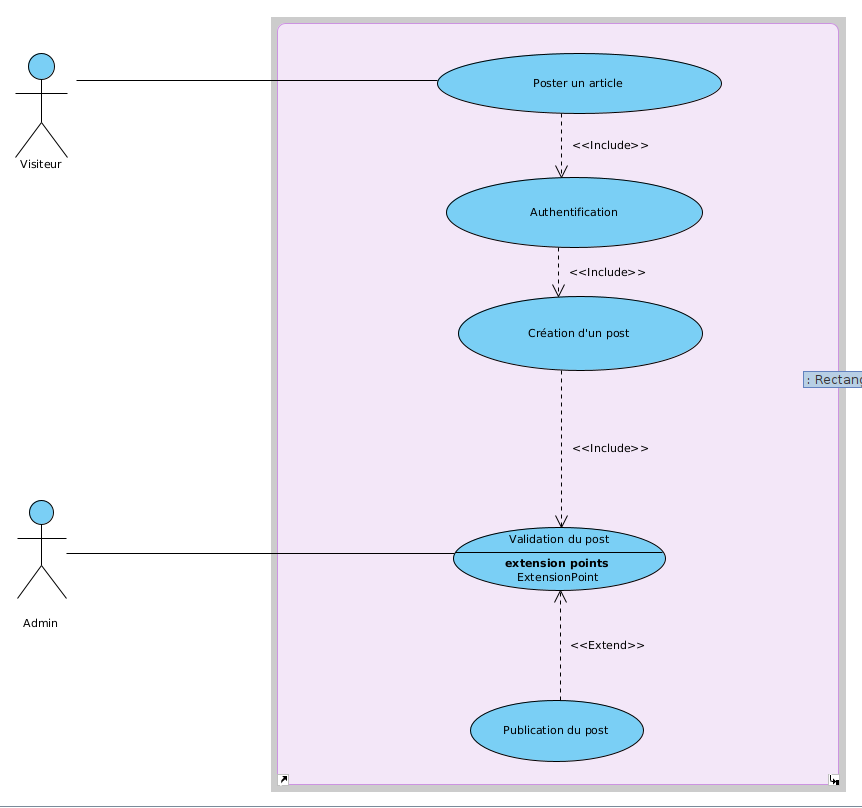 Poster un article
<<Include>>
Visiteur
Authentification
<<Include>>
Création d'un post
: Rectang
<<Include>>
Validation du post
extension points
ExtensionPoint
Admin
<<Extend>>
Publication du post